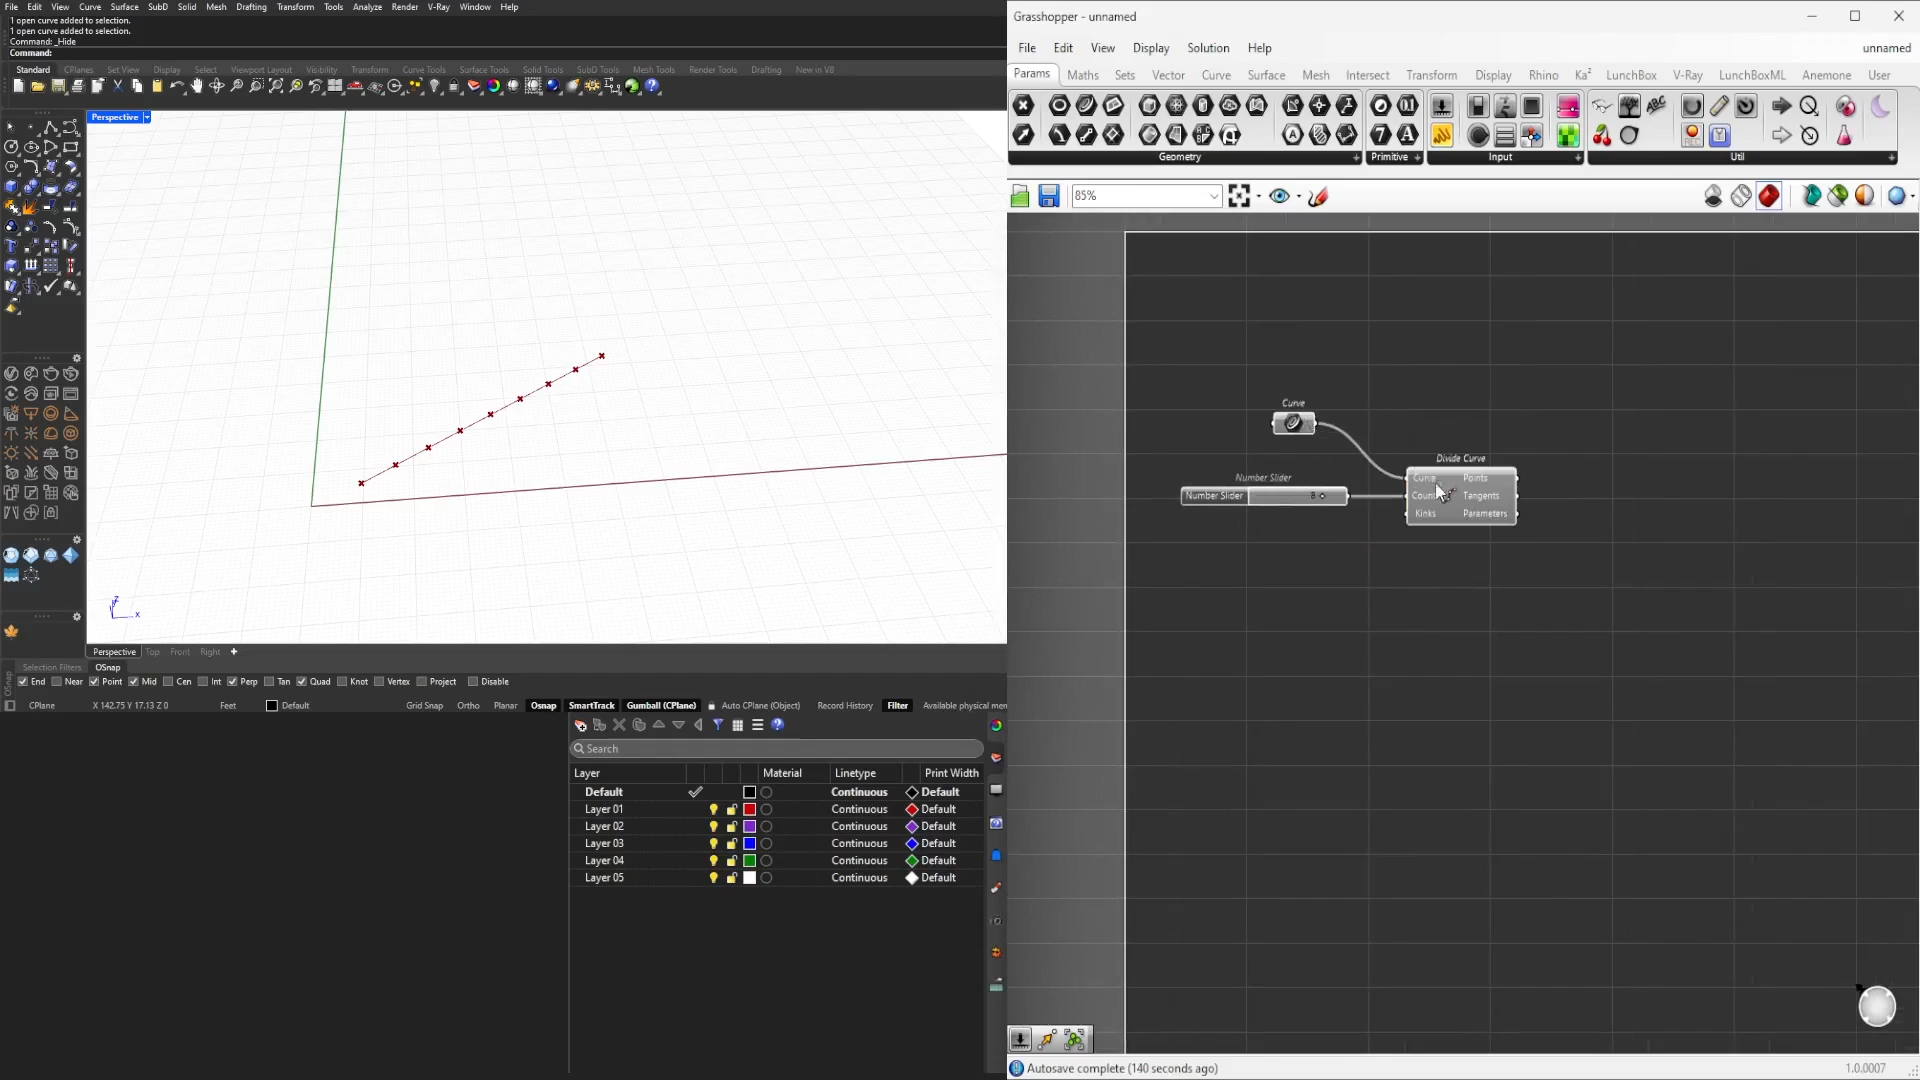 File Edit View Curve Surface SubD Solid Mesh Drafting Transform Tools Analyze Render V-Ray Window Help
1 open curve added to selection.
1 open curve added to selection.
Command: _Hide
Command:
Standard CPlanes Set View Display Select Viewport Layout Visibility Transform Curve Tools Surface Tools Solid Tools SubD Tools Mesh Tools Render Tools Drafting New in V8
Perspective
z
x
Perspective Top Front Right
Selection Filters OSnap
OSnap
End Near Point Mid Cen Int Perp Tan Quad Knot Vertex Project Disable
CPlane X 142.75 Y 17.13 Z 0 Feet Default Grid Snap Ortho Planar Osnap SmartTrack Gumball (CPlane) Auto CPlane (Object) Record History Filter Available physical mem
Search
Layer Material Linetype Print Width
Default Continuous Default
Layer 01 Continuous Default
Layer 02 Continuous Default
Layer 03 Continuous Default
Layer 04 Continuous Default
Layer 05 Continuous Default
Grasshopper - unnamed
File Edit View Display Solution Help unnamed
Params Maths Sets Vector Curve Surface Mesh Intersect Transform Display Rhino Ka² LunchBox V-Ray LunchBoxML Anemone User
Geometry Primitive Input Util
85%
Curve
Divide Curve
Number Slider
Number Slider 8
Curve Points
Count Tangents
Kinks Parameters
Autosave complete (140 seconds ago) 1.0.0007